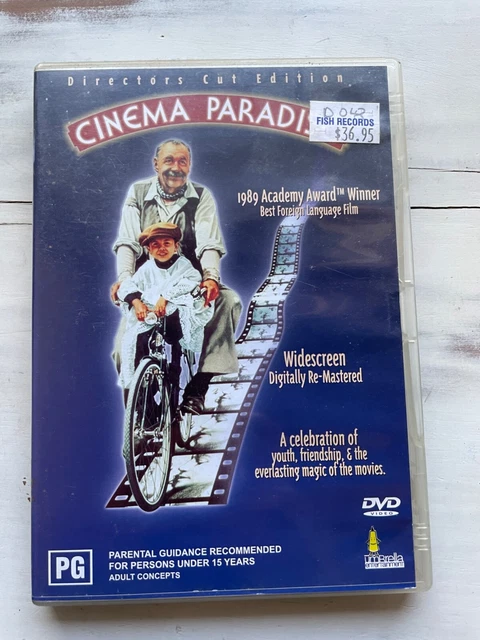 Directors Cut Edition
CINEMA PARADIS
D 042
FISH RECORDS
$36.95
1989 Academy Award™ Winner
Best Foreign Language Film
Widescreen
Digitally Re-Mastered
A celebration of
youth, friendship, & the
everlasting magic of the movies.
DVD
VIDEO
umbrella
entertainment
PG
PARENTAL GUIDANCE RECOMMENDED
FOR PERSONS UNDER 15 YEARS
ADULT CONCEPTS